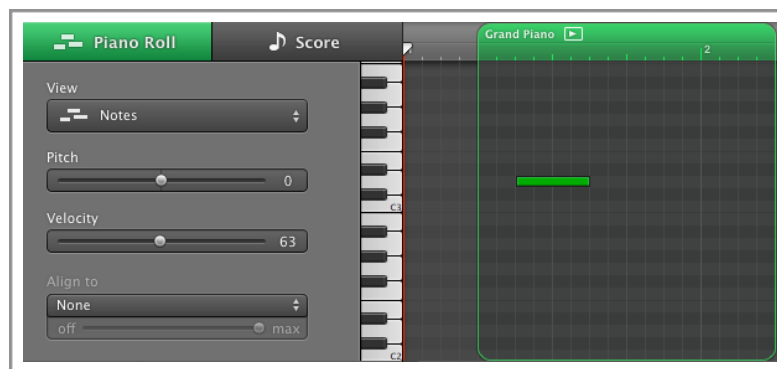 Piano Roll
Score
Grand Piano
2
View
Notes
Pitch
0
C3
Velocity
63
Align to
None
off
max
C2